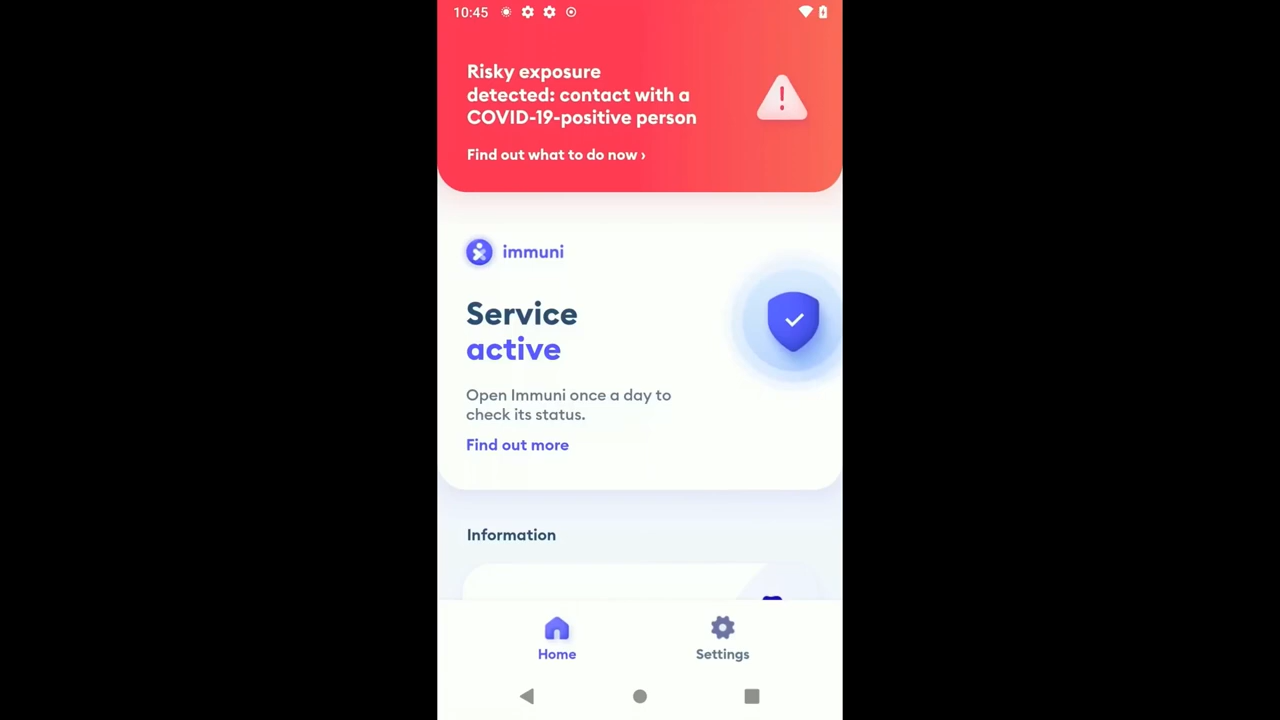 10:45
Risky exposure
detected: contact with a
COVID-19-positive person
Find out what to do now ›
immuni
Service
active
Open Immuni once a day to
check its status.
Find out more
Information
Home
Settings